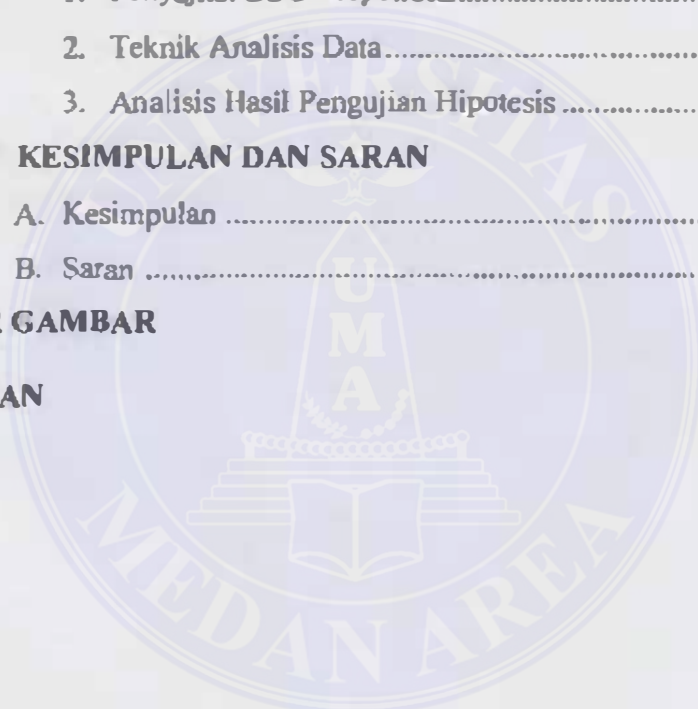 2. Teknik Analisis Data
3. Analisis Hasil Pengujian Hipotesis
KESIMPULAN DAN SARAN
A. Kesimpulan
B. Saran
GAMBAR
AN
UNIVERSITAS
UMA
MEDAN AREA